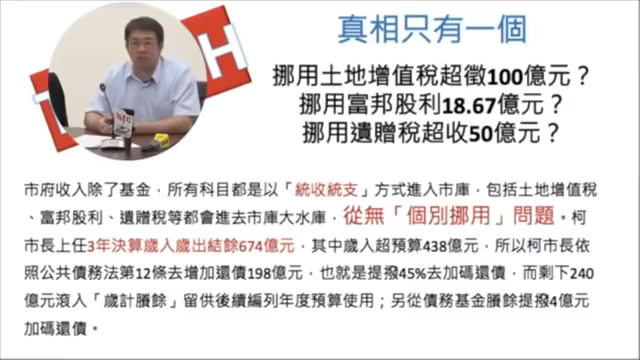 真相只有一個
挪用土地增值稅超徵100億元？
挪用富邦股利18.67億元？
挪用遺贈稅超收50億元？
市府收入除了基金，所有科目都是以「統收統支」方式進入市庫，包括土地增值稅
、富邦股利、遺贈稅等都會進去市庫大水庫，從無「個別挪用」問題。柯
市長上任3年決算歲入歲出結餘674億元，其中歲入超預算438億元，所以柯市長依
照公共債務法第12條去增加還債198億元，也就是提撥45%去加碼還債，而剩下240
億元滾入「歲計賸餘」留供後續編列年度預算使用；另從債務基金賸餘提撥4億元
加碼還債。